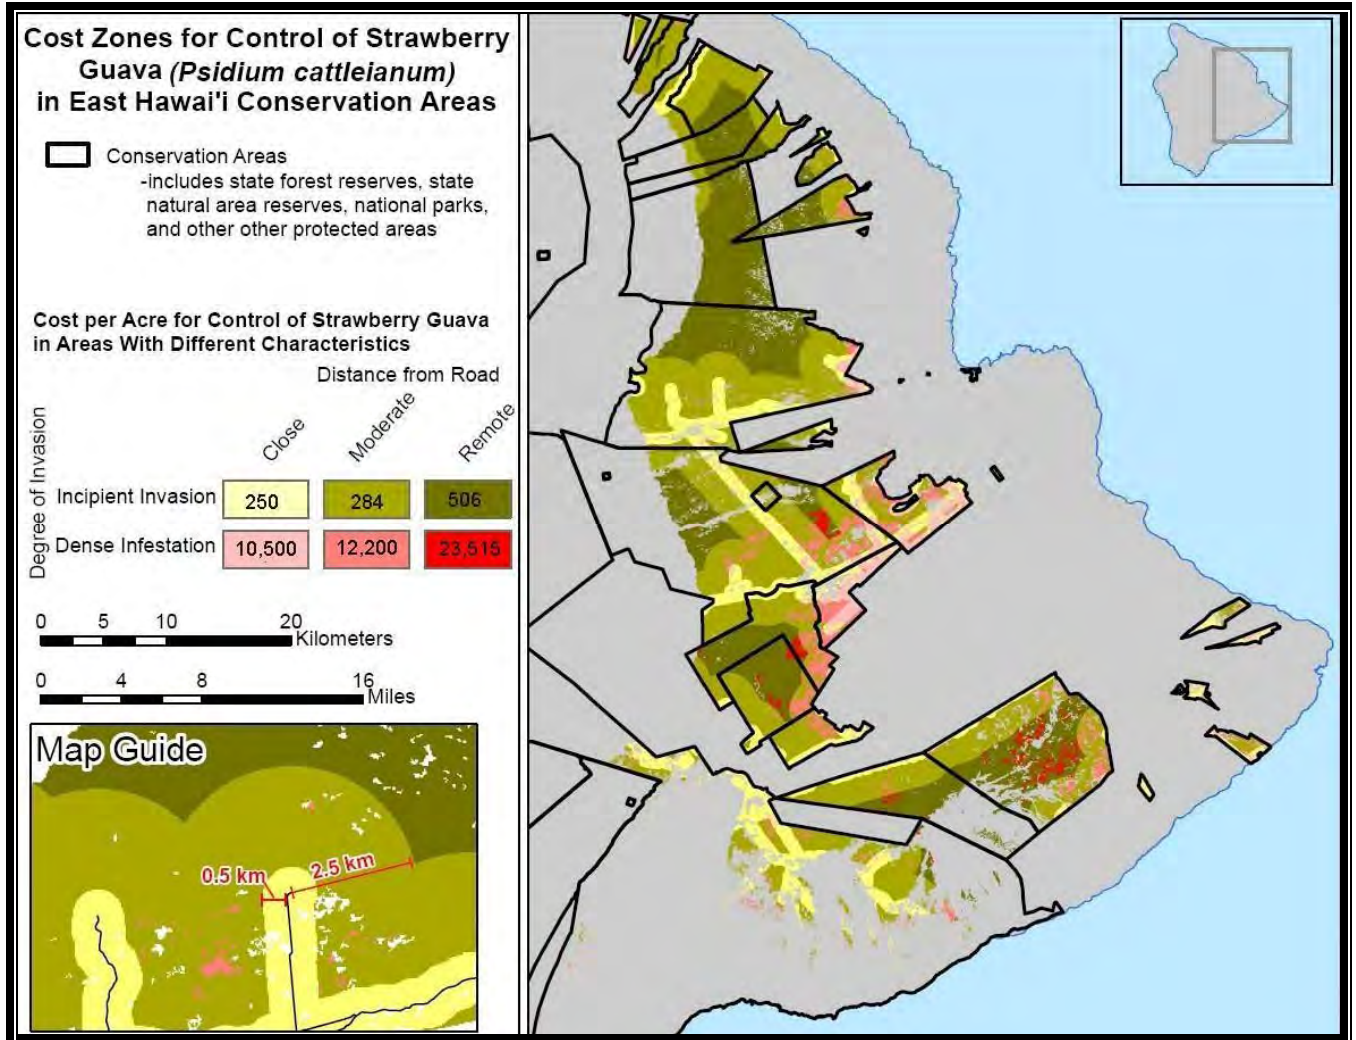 Cost Zones for Control of Strawberry
Guava (Psidium cattleianum)
in East Hawai'i Conservation Areas
Conservation Areas
-includes state forest reserves, state
natural area reserves, national parks,
and other other protected areas
Cost per Acre for Control of Strawberry Guava
in Areas With Different Characteristics
Distance from Road
Close Moderate Remote
Degree of Invasion
Incipient Invasion 250 284 506
Dense Infestation 10,500 12,200 23,515
0 5 10 20
Kilometers
0 4 8 16
Miles
Map Guide
0.5 km 2.5 km